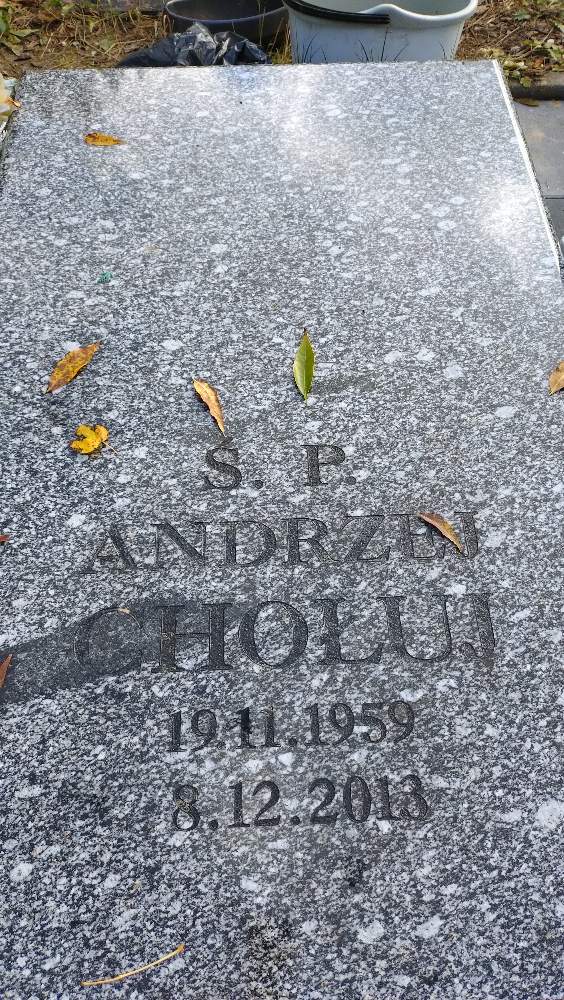 Ś. P.
ANDRZEJ
CHOŁUJ
19.11.1959
8.12.2013